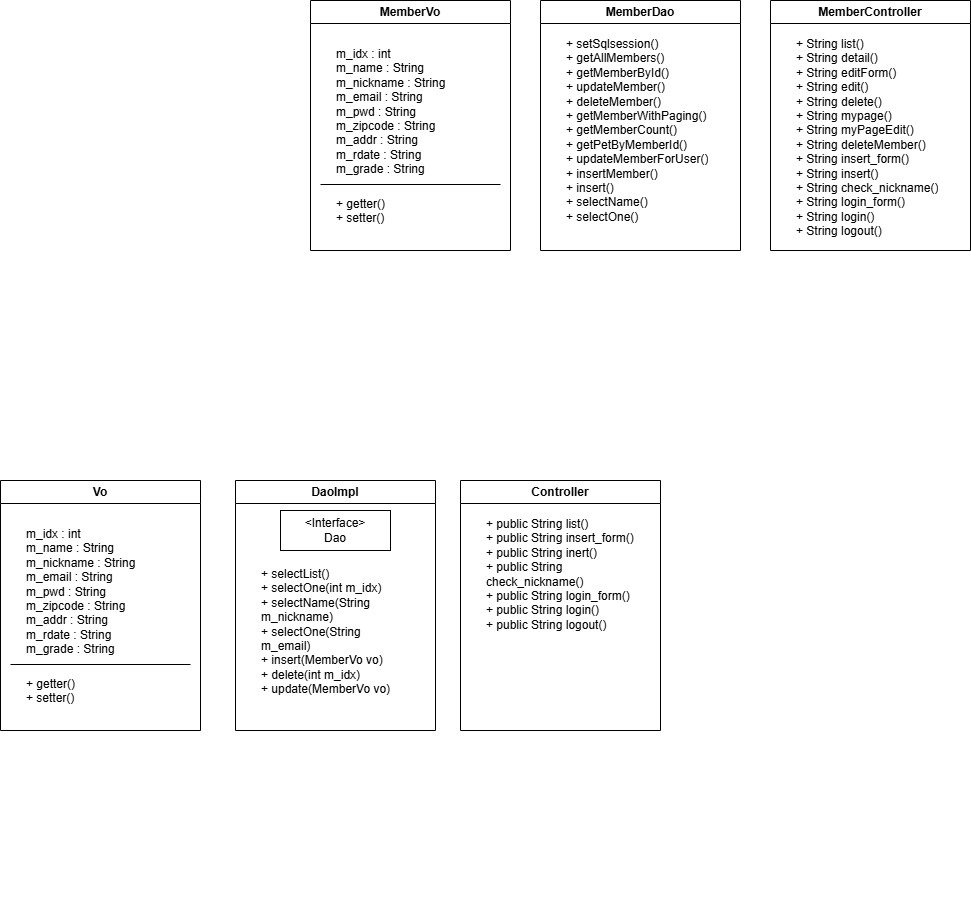 MemberVo
m_idx : int
m_name : String
m_nickname : String
m_email : String
m_pwd : String
m_zipcode : String
m_addr : String
m_rdate : String
m_grade : String
+ getter()
+ setter()
MemberDao
+ setSqlsession()
+ getAllMembers()
+ getMemberById()
+ updateMember()
+ deleteMember()
+ getMemberWithPaging()
+ getMemberCount()
+ getPetByMemberId()
+ updateMemberForUser()
+ insertMember()
+ insert()
+ selectName()
+ selectOne()
MemberController
+ String list()
+ String detail()
+ String editForm()
+ String edit()
+ String delete()
+ String mypage()
+ String myPageEdit()
+ String deleteMember()
+ String insert_form()
+ String insert()
+ String check_nickname()
+ String login_form()
+ String login()
+ String logout()
Vo
m_idx : int
m_name : String
m_nickname : String
m_email : String
m_pwd : String
m_zipcode : String
m_addr : String
m_rdate : String
m_grade : String
+ getter()
+ setter()
DaoImpl
<Interface>
Dao
+ selectList()
+ selectOne(int m_idx)
+ selectName(String
m_nickname)
+ selectOne(String
m_email)
+ insert(MemberVo vo)
+ delete(int m_idx)
+ update(MemberVo vo)
Controller
+ public String list()
+ public String insert_form()
+ public String inert()
+ public String
check_nickname()
+ public String login_form()
+ public String login()
+ public String logout()